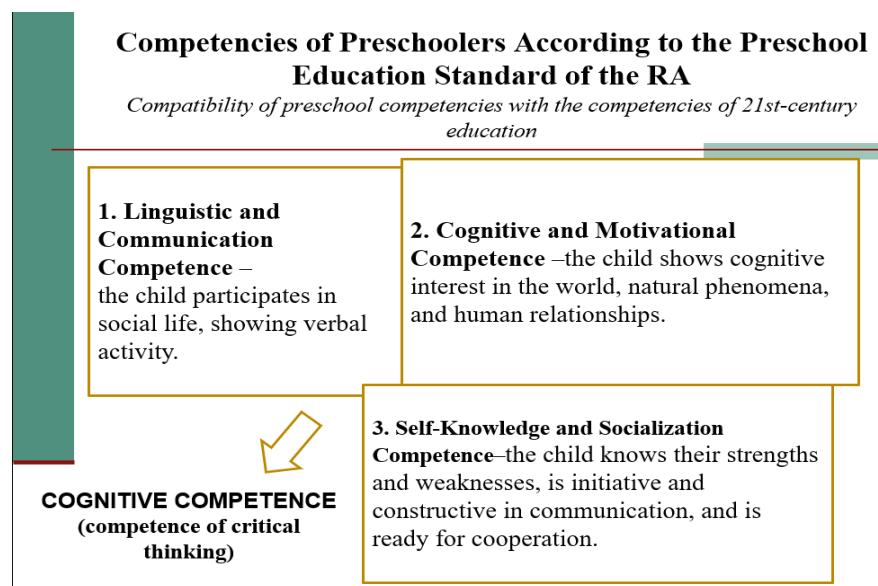 Competencies of Preschoolers According to the Preschool
Education Standard of the RA
Compatibility of preschool competencies with the competencies of 21st-century
education
1. Linguistic and
Communication
Competence –
the child participates in
social life, showing verbal
activity.
2. Cognitive and Motivational
Competence –the child shows cognitive
interest in the world, natural phenomena,
and human relationships.
3. Self-Knowledge and Socialization
Competence–the child knows their strengths
and weaknesses, is initiative and
constructive in communication, and is
ready for cooperation.
COGNITIVE COMPETENCE
(competence of critical
thinking)